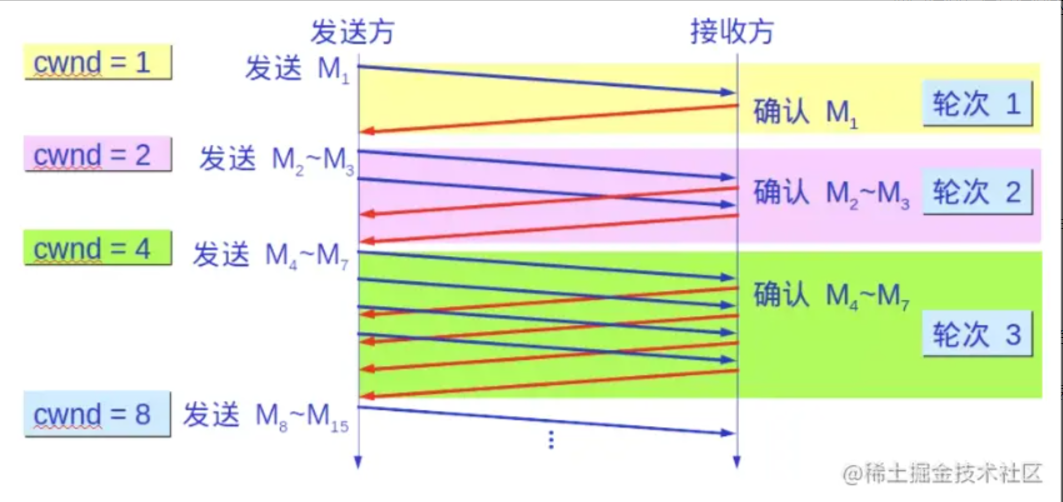 发送方 接收方
cwnd = 1 发送 M1
确认 M1 轮次 1
cwnd = 2 发送 M2~M3
确认 M2~M3 轮次 2
cwnd = 4 发送 M4~M7
确认 M4~M7
轮次 3
cwnd = 8 发送 M8~M15
⋮
@稀土掘金技术社区